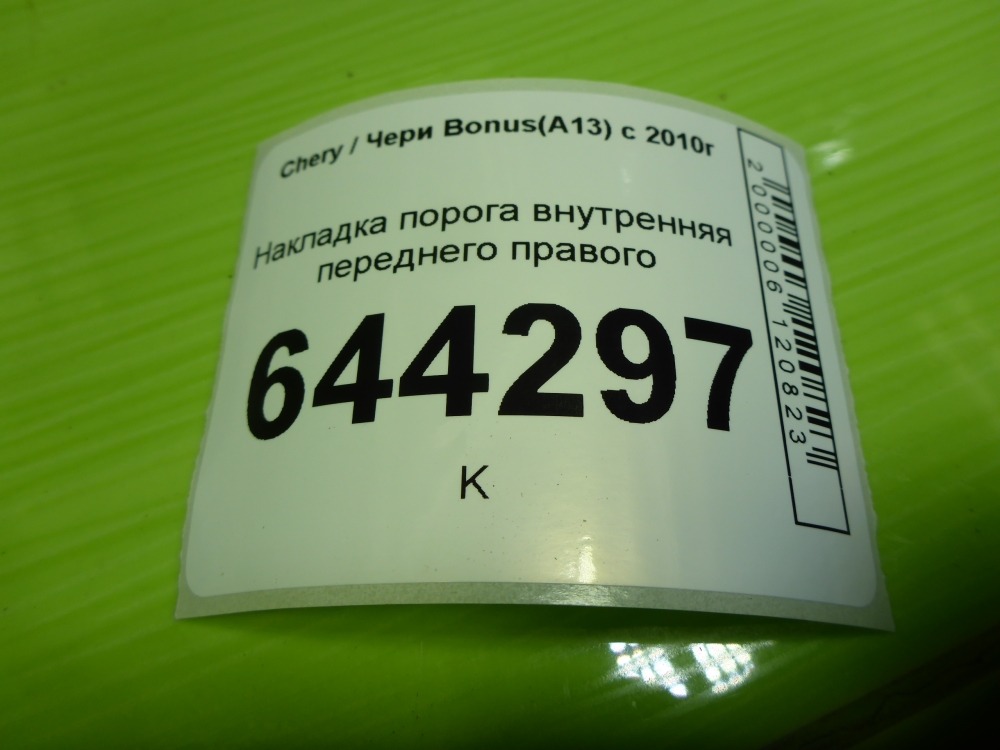 Chery / Чери Bonus(A13) с 2010г
Накладка порога внутренняя
переднего правого
644297
К
2000006120823